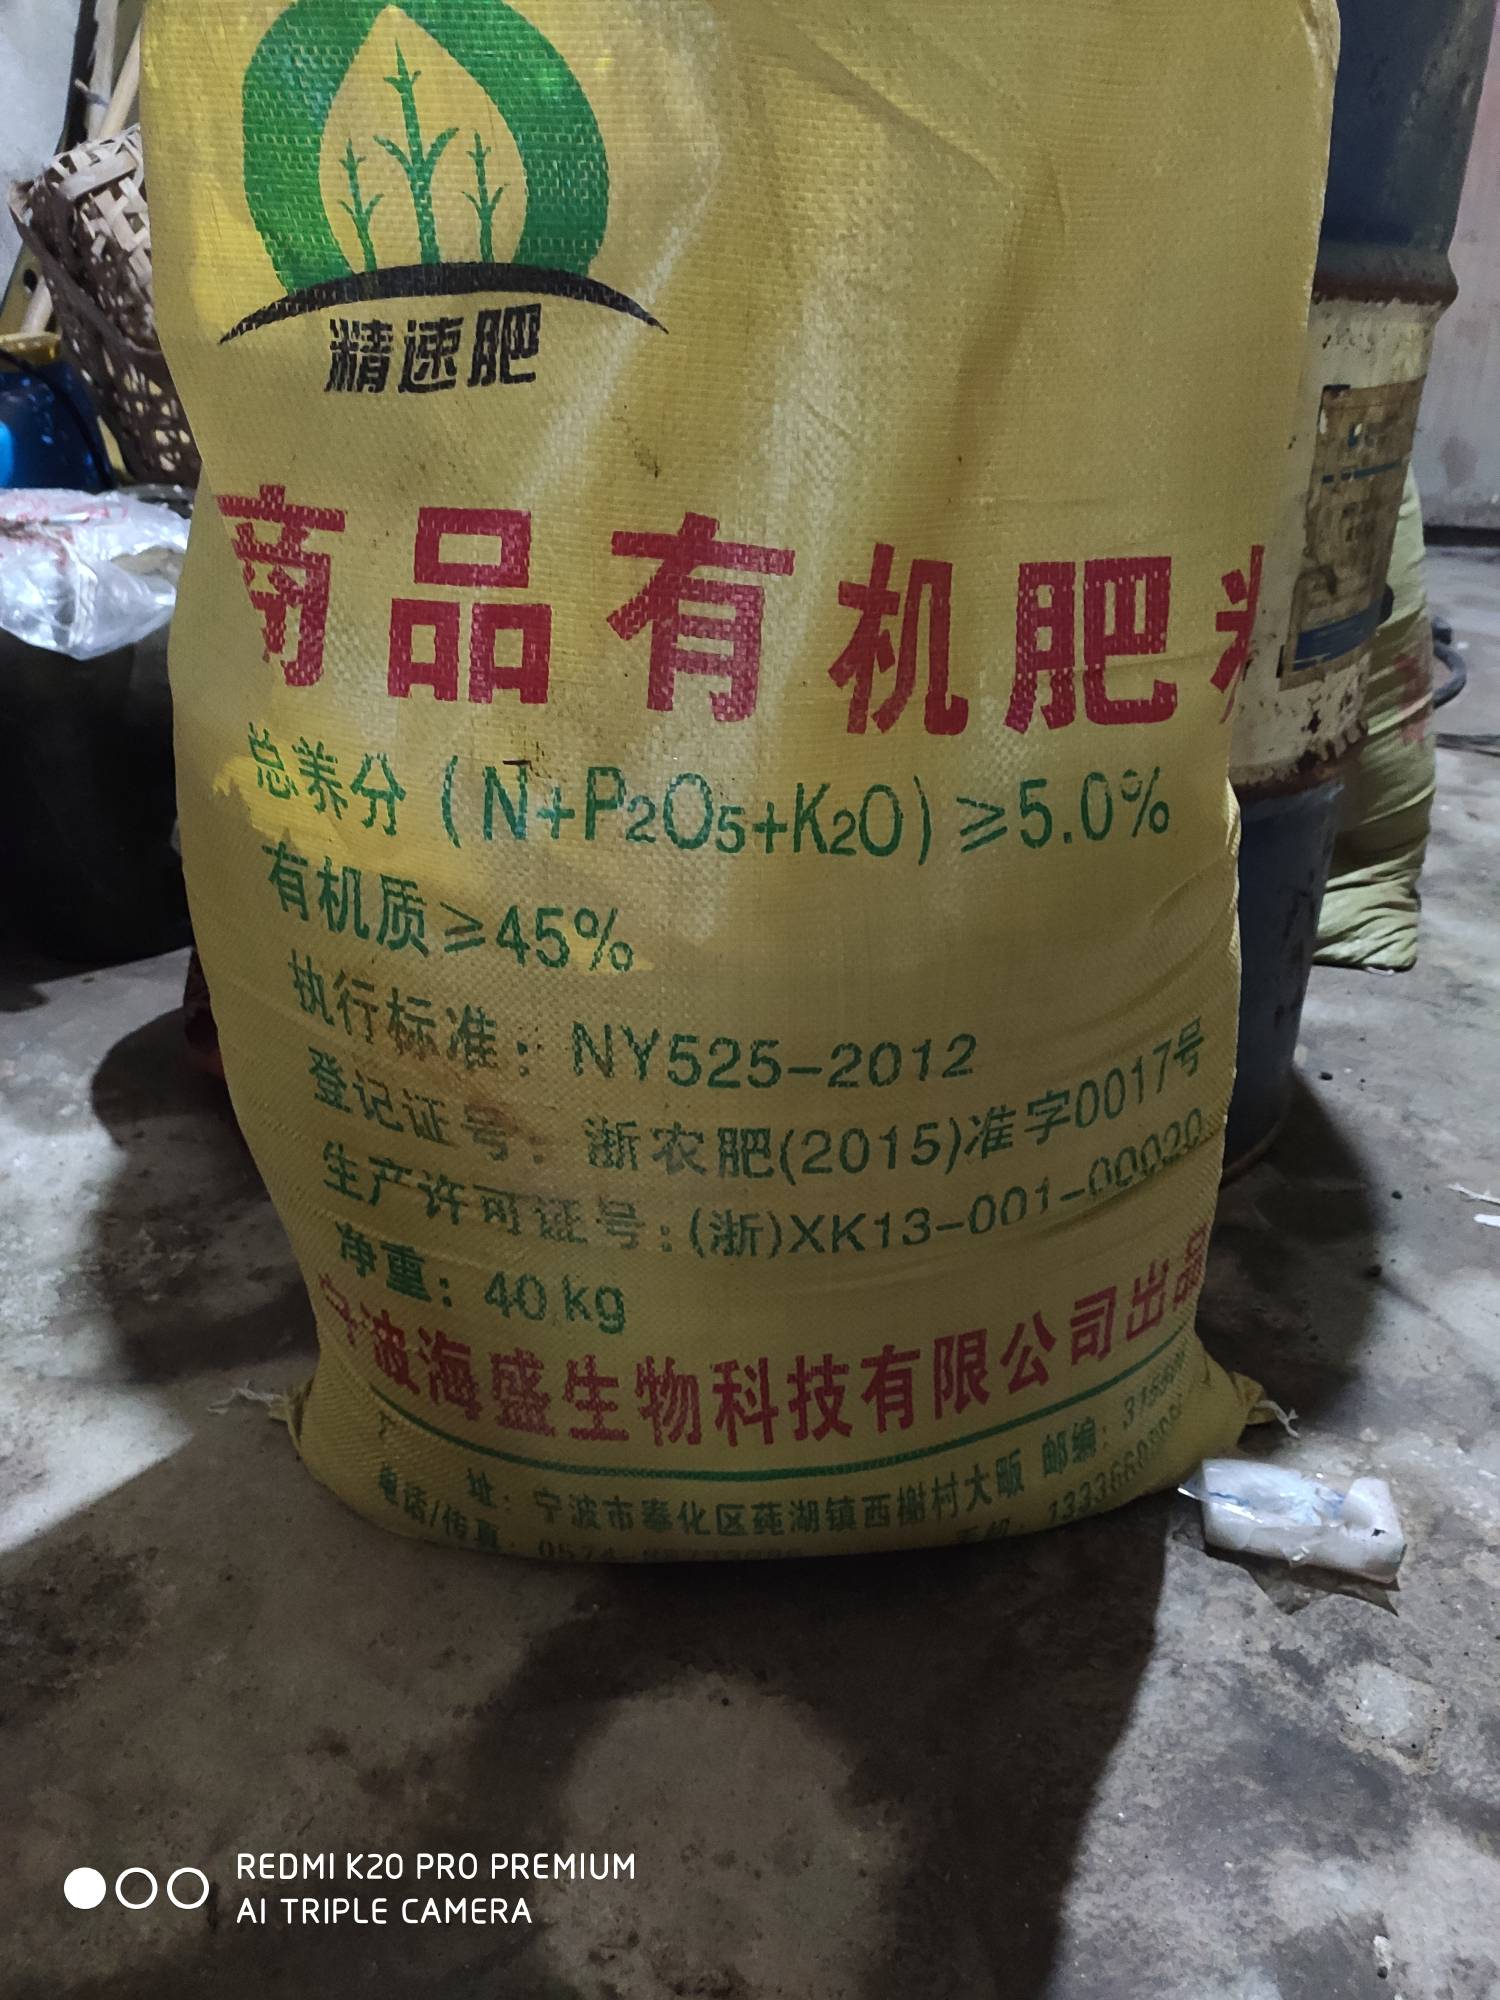 精速肥
商品有机肥
总养分(N+P2O5+K2O)≥5.0%
有机质≥45%
执行标准：NY525-2012
登记证号：浙农肥(2015)准字0017号
生产许可证号：(浙)XK13-001-00020
净重：40kg
宁波海盛生物科技有限公司出品
址：宁波市奉化区莼湖镇西榭村大畈 邮编：
电话/传真：0574-
REDMI K20 PRO PREMIUM
AI TRIPLE CAMERA